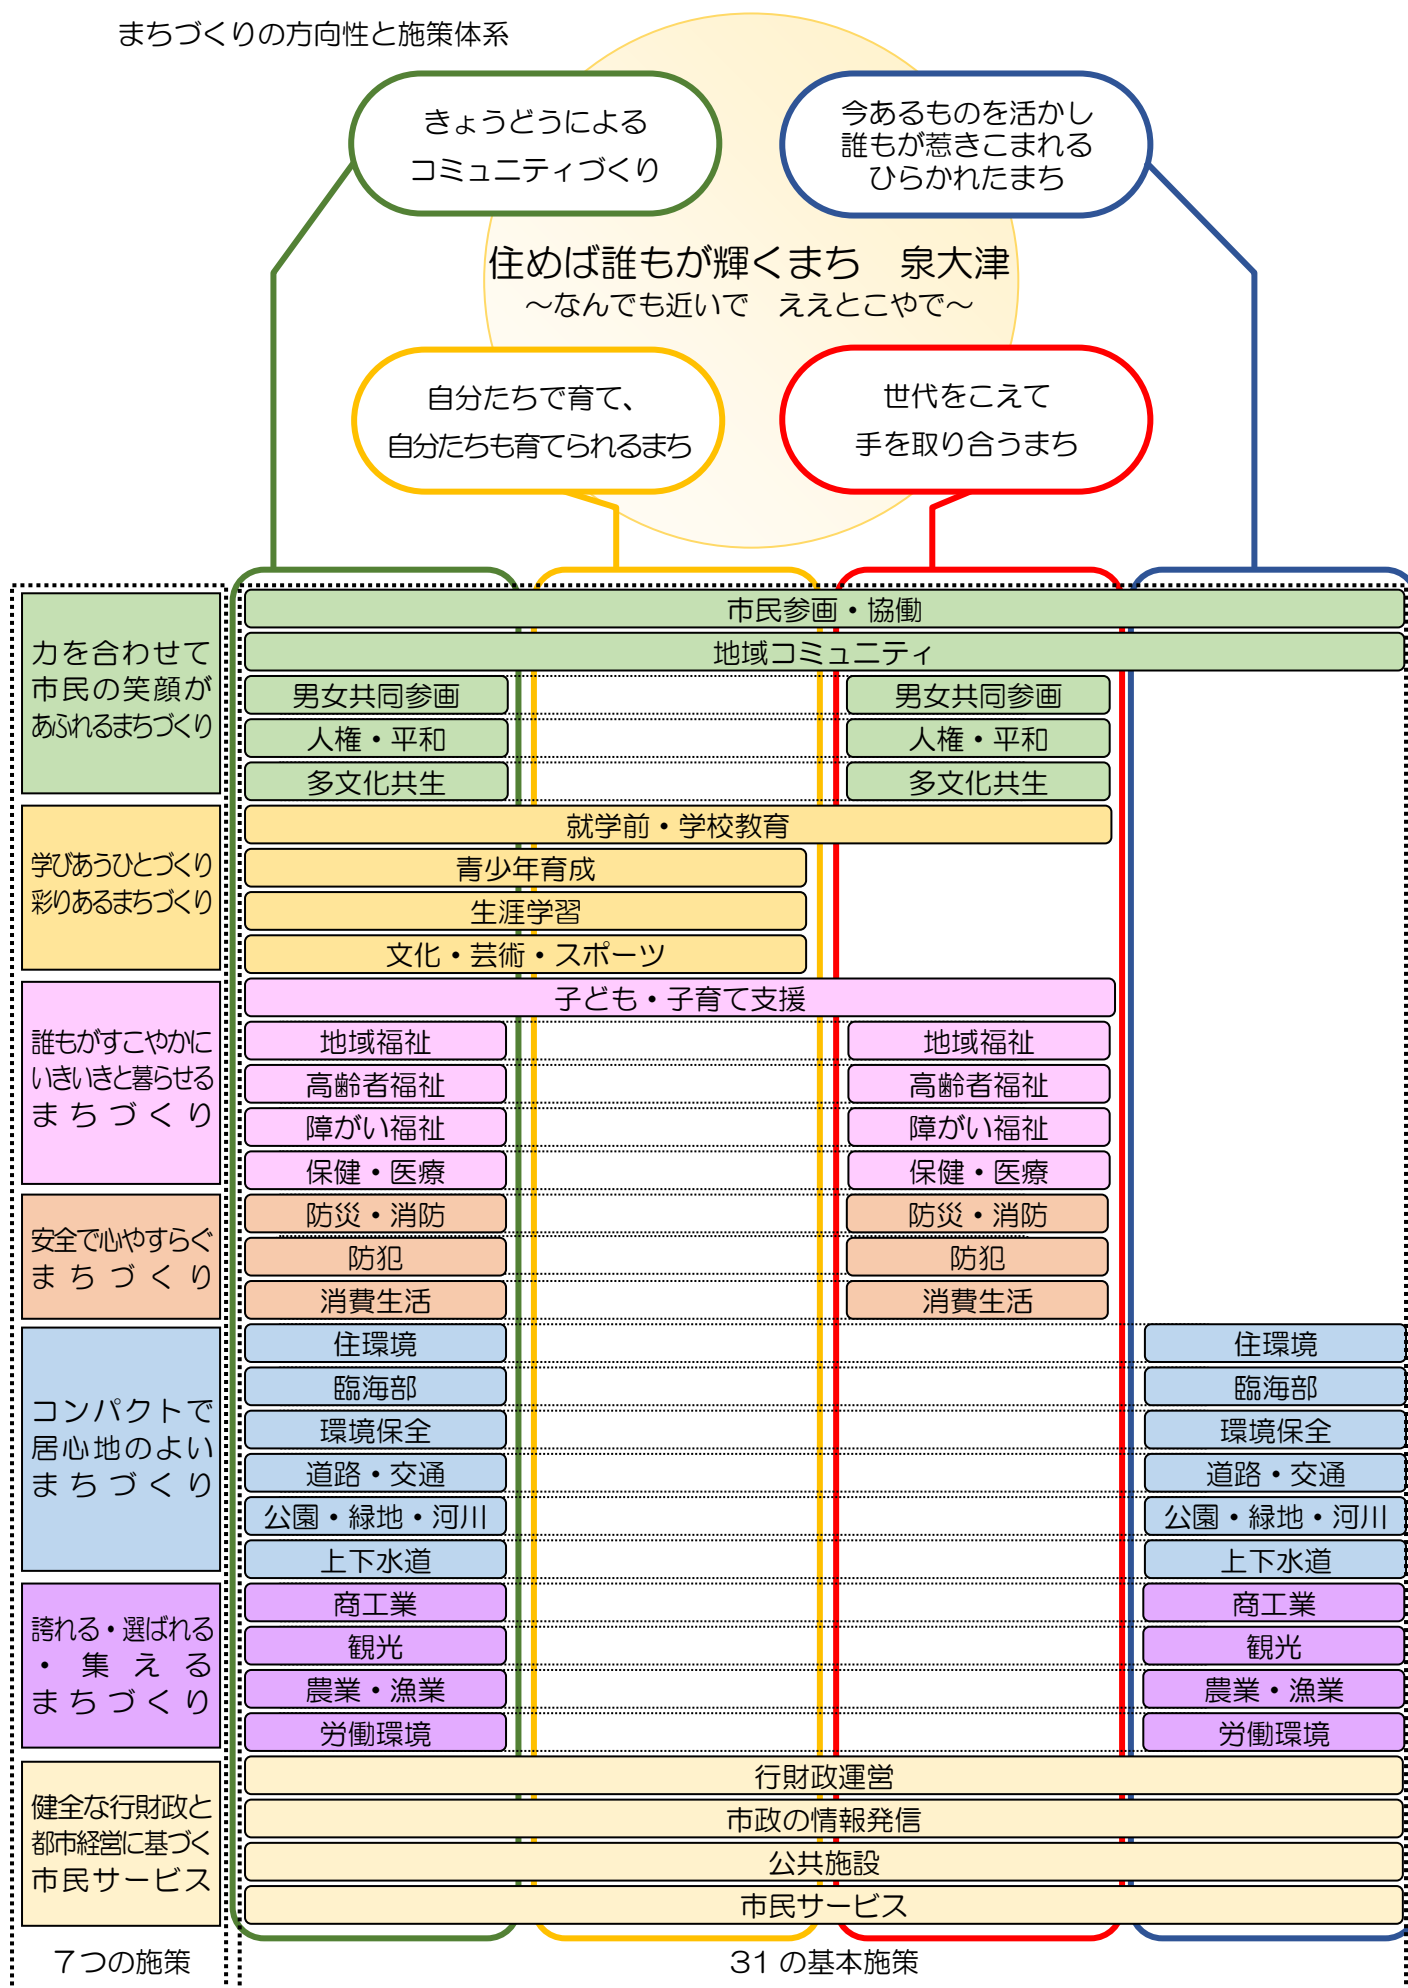 まちづくりの方向性と施策体系
きょうどうによる
コミュニティづくり
今あるものを活かし
誰もが惹きこまれる
ひらかれたまち
住めば誰もが輝くまち　泉大津
～なんでも近いで　ええとこやで～
自分たちで育て、
自分たちも育てられるまち
世代をこえて
手を取り合うまち
力を合わせて
市民の笑顔が
あふれるまちづくり
市民参画・協働
地域コミュニティ
男女共同参画 男女共同参画
人権・平和 人権・平和
多文化共生 多文化共生
学びあうひとづくり
彩りあるまちづくり
就学前・学校教育
青少年育成
生涯学習
文化・芸術・スポーツ
誰もがすこやかに
いきいきと暮らせる
まちづくり
子ども・子育て支援
地域福祉 地域福祉
高齢者福祉 高齢者福祉
障がい福祉 障がい福祉
保健・医療 保健・医療
安全で心やすらぐ
まちづくり
防災・消防 防災・消防
防犯 防犯
消費生活 消費生活
コンパクトで
居心地のよい
まちづくり
住環境 住環境
臨海部 臨海部
環境保全 環境保全
道路・交通 道路・交通
公園・緑地・河川 公園・緑地・河川
上下水道 上下水道
誇れる・選ばれる
・集える
まちづくり
商工業 商工業
観光 観光
農業・漁業 農業・漁業
労働環境 労働環境
健全な行財政と
都市経営に基づく
市民サービス
行財政運営
市政の情報発信
公共施設
市民サービス
７つの施策
31 の基本施策